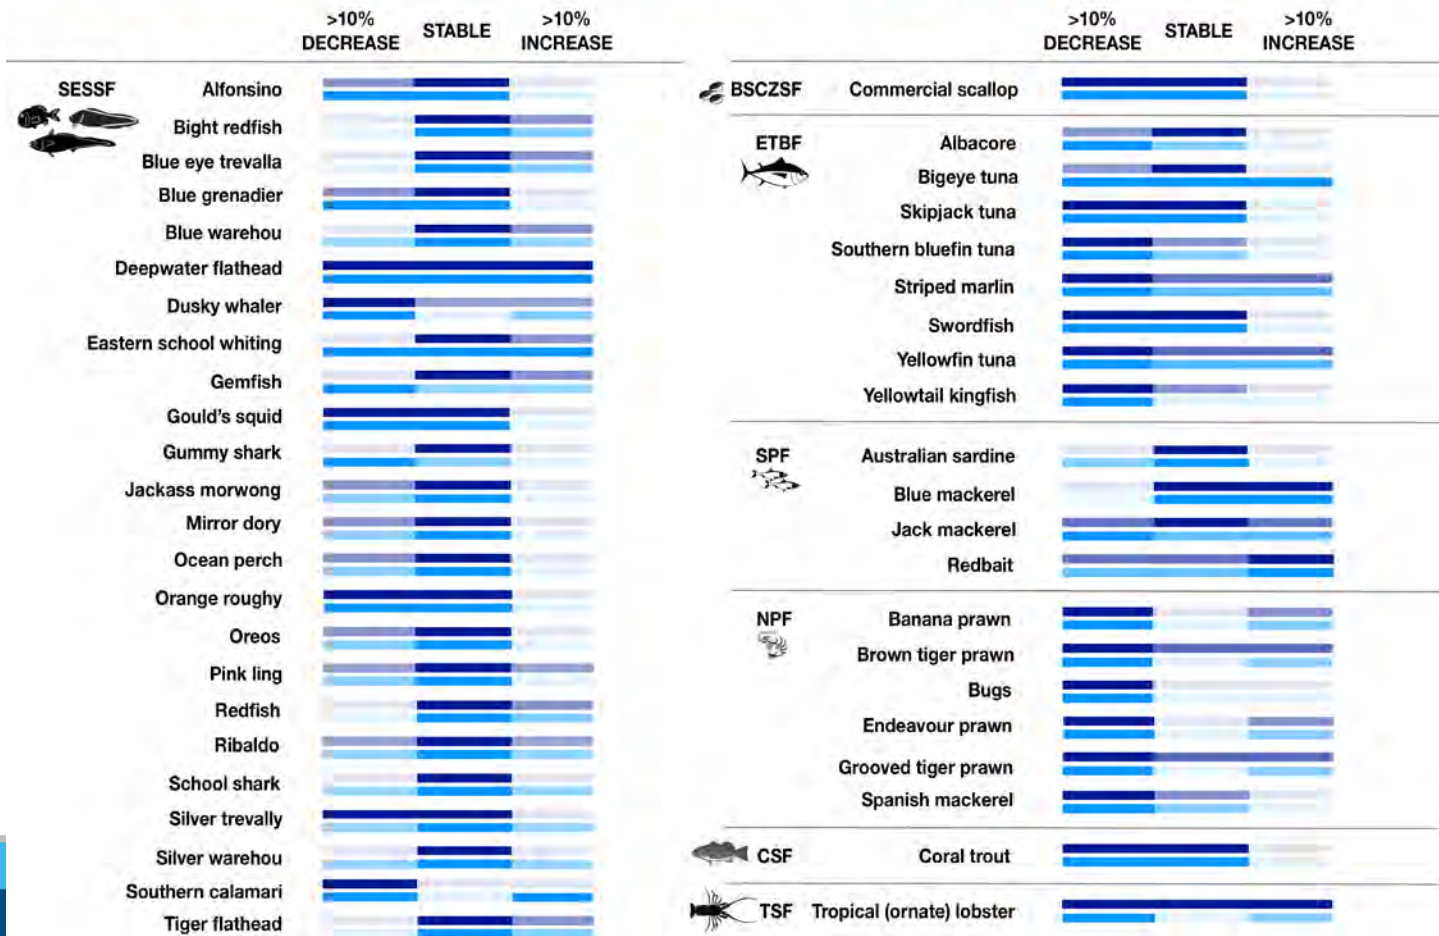 >10%
DECREASE
STABLE
>10%
INCREASE
SESSF
Alfonsino
Bight redfish
Blue eye trevalla
Blue grenadier
Blue warehou
Deepwater flathead
Dusky whaler
Eastern school whiting
Gemfish
Gould's squid
Gummy shark
Jackass morwong
Mirror dory
Ocean perch
Orange roughy
Oreos
Pink ling
Redfish
Ribaldo
School shark
Silver trevally
Silver warehou
Southern calamari
Tiger flathead
>10%
DECREASE
STABLE
>10%
INCREASE
BSCZSF
Commercial scallop
ETBF
Albacore
Bigeye tuna
Skipjack tuna
Southern bluefin tuna
Striped marlin
Swordfish
Yellowfin tuna
Yellowtail kingfish
SPF
Australian sardine
Blue mackerel
Jack mackerel
Redbait
NPF
Banana prawn
Brown tiger prawn
Bugs
Endeavour prawn
Grooved tiger prawn
Spanish mackerel
CSF
Coral trout
TSF
Tropical (ornate) lobster